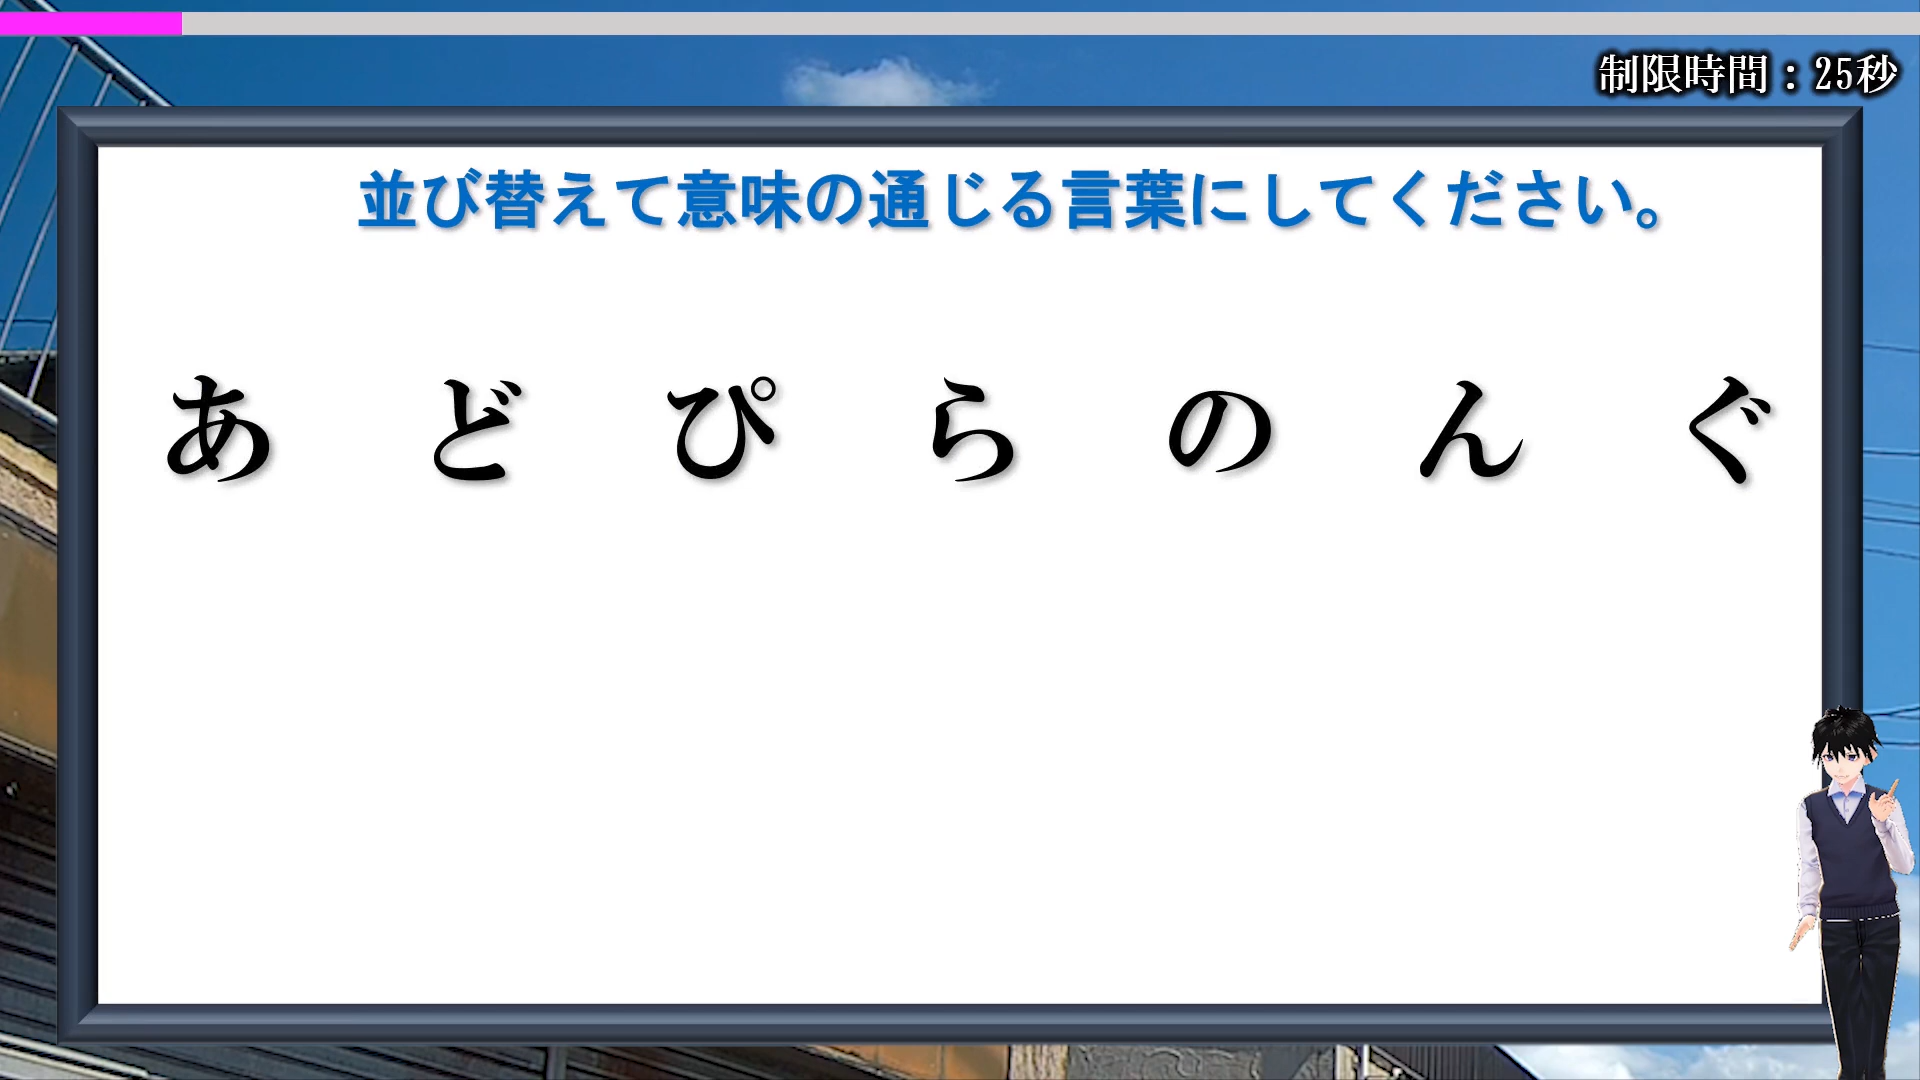 制限時間：25秒
並び替えて意味の通じる言葉にしてください。
あ ど ぴ ら の ん ぐ